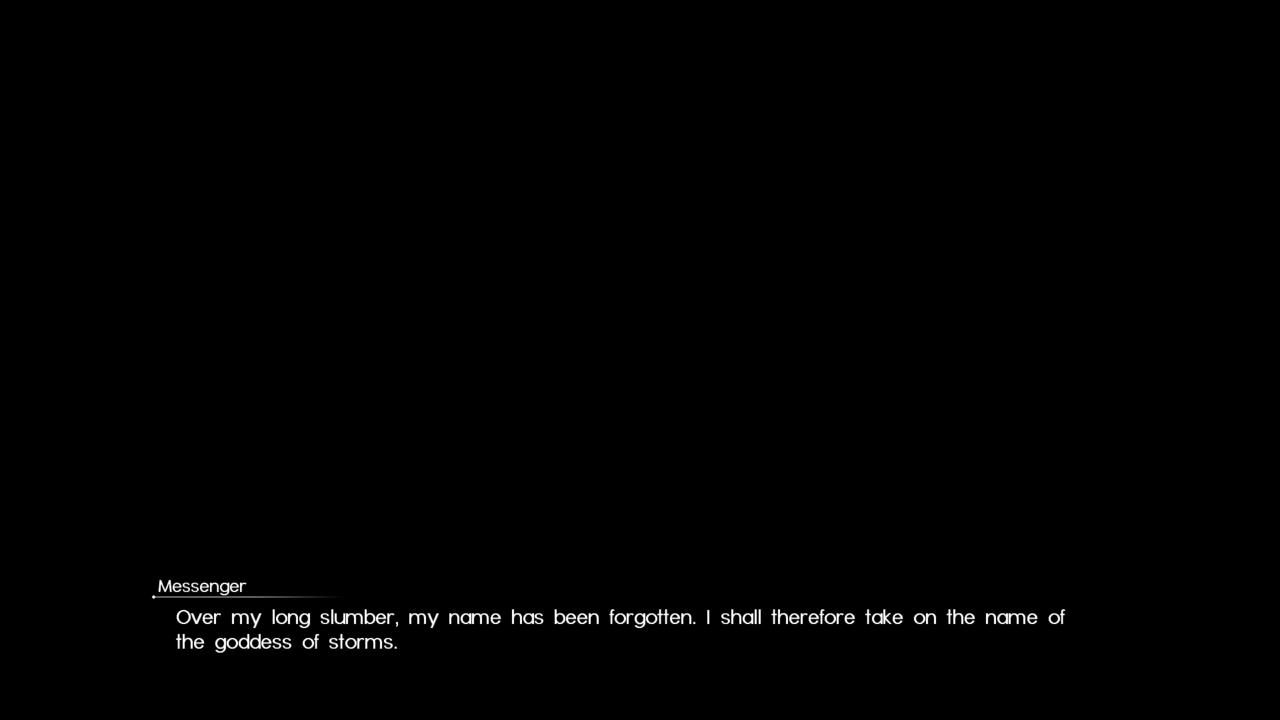 Messenger
Over my long slumber, my name has been forgotten. I shall therefore take on the name of
the goddess of storms.